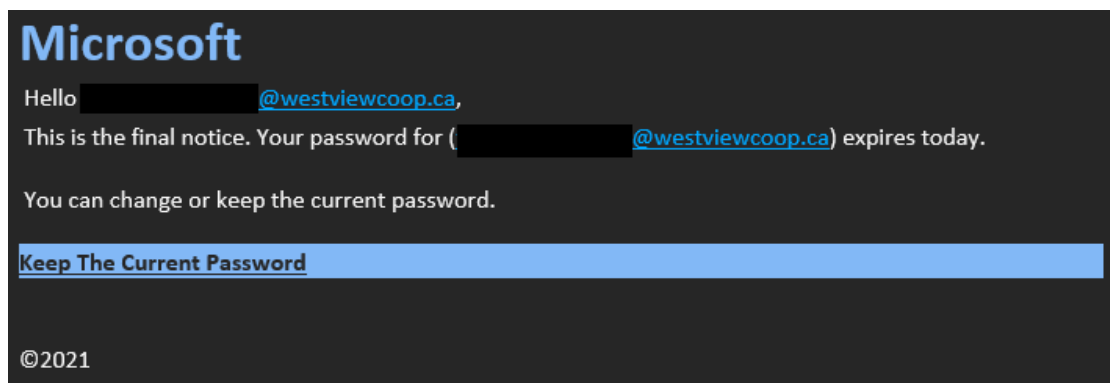 Microsoft
Hello @westviewcoop.ca,
This is the final notice. Your password for ( @westviewcoop.ca) expires today.
You can change or keep the current password.
Keep The Current Password
©2021